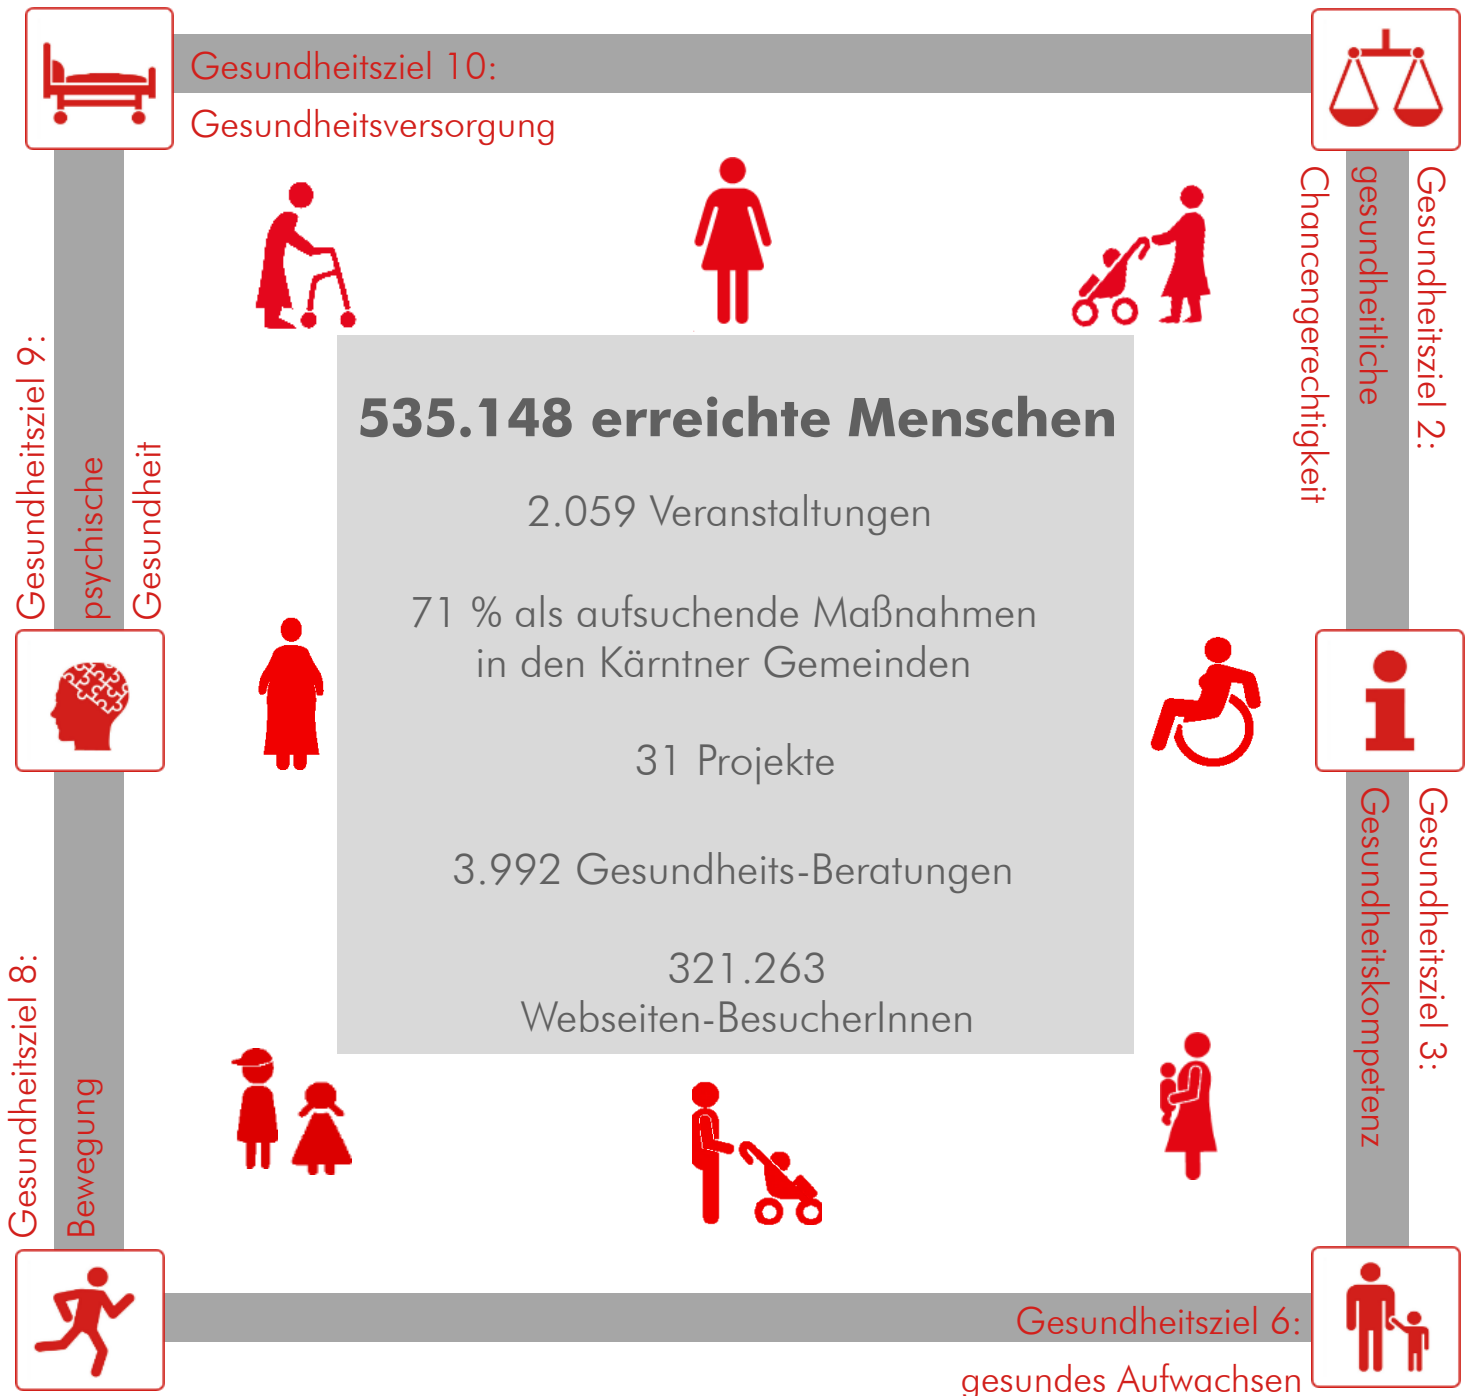 Gesundheitsziel 10:
Gesundheitsversorgung
Gesundheitsziel 2:
gesundheitliche
Chancengerechtigkeit
Gesundheitsziel 9:
psychische
Gesundheit
535.148 erreichte Menschen
2.059 Veranstaltungen
71 % als aufsuchende Maßnahmen
in den Kärntner Gemeinden
31 Projekte
3.992 Gesundheits-Beratungen
321.263
Webseiten-BesucherInnen
Gesundheitsziel 3:
Gesundheitskompetenz
Gesundheitsziel 8:
Bewegung
Gesundheitsziel 6:
gesundes Aufwachsen